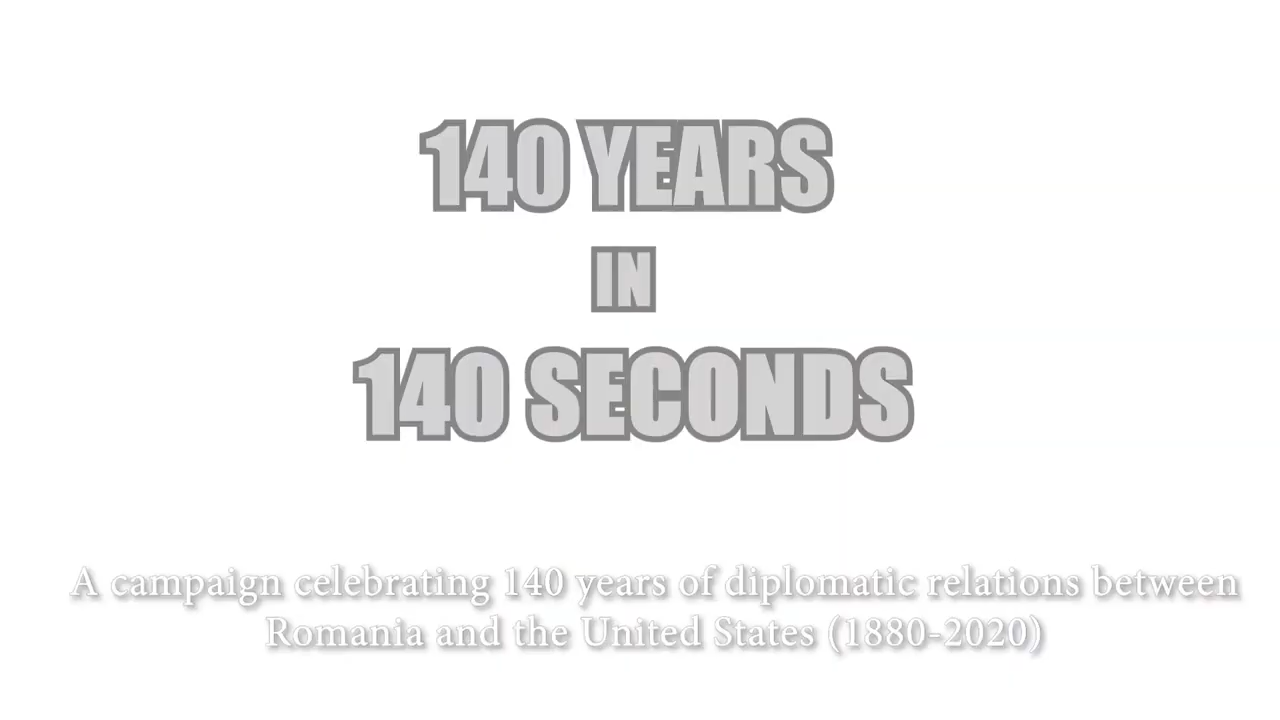 140 YEARS
IN
140 SECONDS
A campaign celebrating 140 years of diplomatic relations between
Romania and the United States (1880-2020)